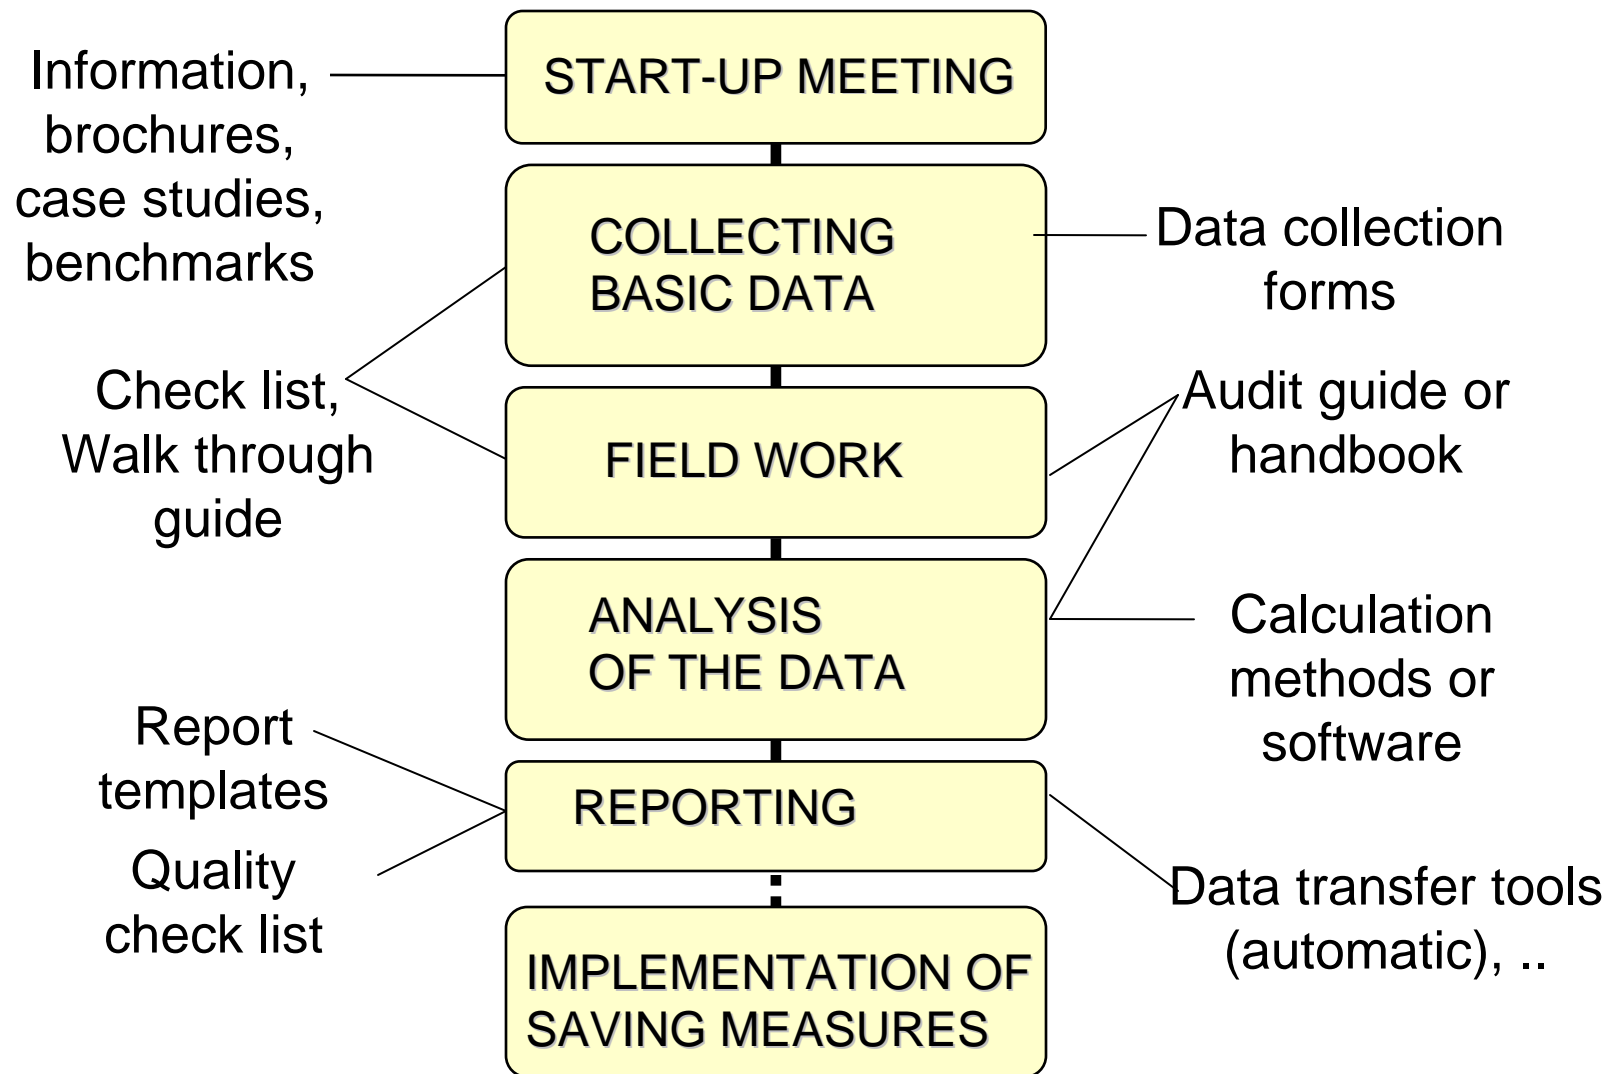 START-UP MEETING
Information,
brochures,
case studies,
benchmarks
COLLECTING
BASIC DATA
Data collection
forms
Check list,
Walk through
guide
FIELD WORK
Audit guide or
handbook
ANALYSIS
OF THE DATA
Calculation
methods or
software
Report
templates
Quality
check list
REPORTING
Data transfer tools
(automatic), ..
IMPLEMENTATION OF
SAVING MEASURES